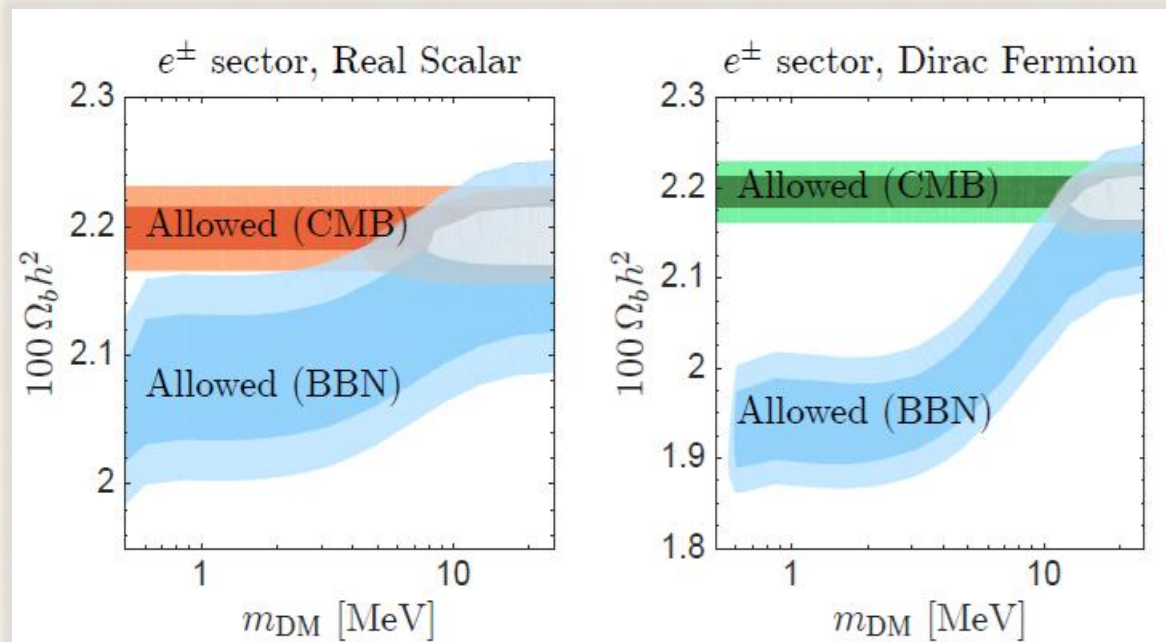 e± sector, Real Scalar
2.3
2.2
2.1
2
100 Ω_b h²
Allowed (CMB)
Allowed (BBN)
1
10
m_DM [MeV]
e± sector, Dirac Fermion
2.3
2.2
2.1
2
1.9
1.8
100 Ω_b h²
Allowed (CMB)
Allowed (BBN)
1
10
m_DM [MeV]